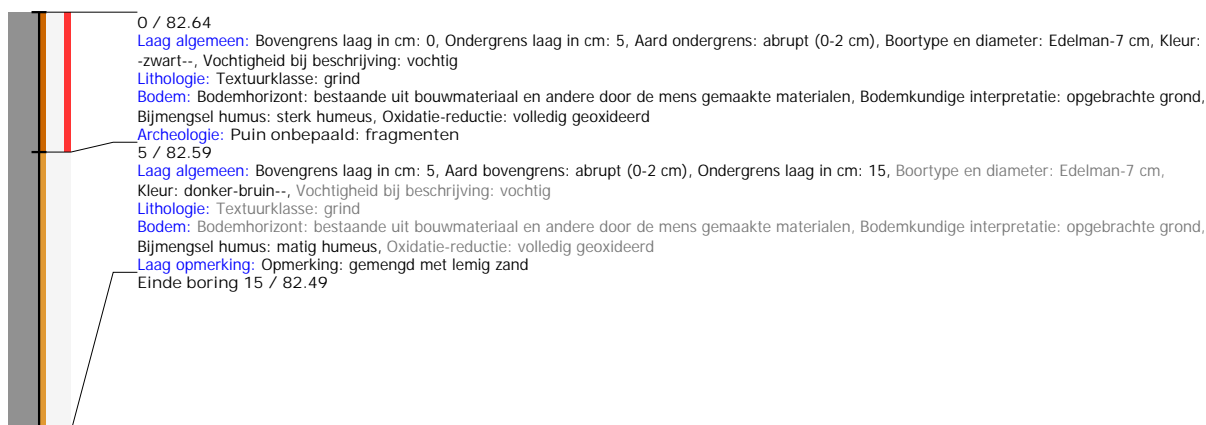 0 / 82.64
Laag algemeen: Bovengrens laag in cm: 0, Ondergrens laag in cm: 5, Aard ondergrens: abrupt (0-2 cm), Boortype en diameter: Edelman-7 cm, Kleur:
-zwart--, Vochtigheid bij beschrijving: vochtig
Lithologie: Textuurklasse: grind
Bodem: Bodemhorizont: bestaande uit bouwmateriaal en andere door de mens gemaakte materialen, Bodemkundige interpretatie: opgebrachte grond,
Bijmengsel humus: sterk humeus, Oxidatie-reductie: volledig geoxideerd
Archeologie: Puin onbepaald: fragmenten
5 / 82.59
Laag algemeen: Bovengrens laag in cm: 5, Aard bovengrens: abrupt (0-2 cm), Ondergrens laag in cm: 15, Boortype en diameter: Edelman-7 cm,
Kleur: donker-bruin--, Vochtigheid bij beschrijving: vochtig
Lithologie: Textuurklasse: grind
Bodem: Bodemhorizont: bestaande uit bouwmateriaal en andere door de mens gemaakte materialen, Bodemkundige interpretatie: opgebrachte grond,
Bijmengsel humus: matig humeus, Oxidatie-reductie: volledig geoxideerd
Laag opmerking: Opmerking: gemengd met lemig zand
Einde boring 15 / 82.49